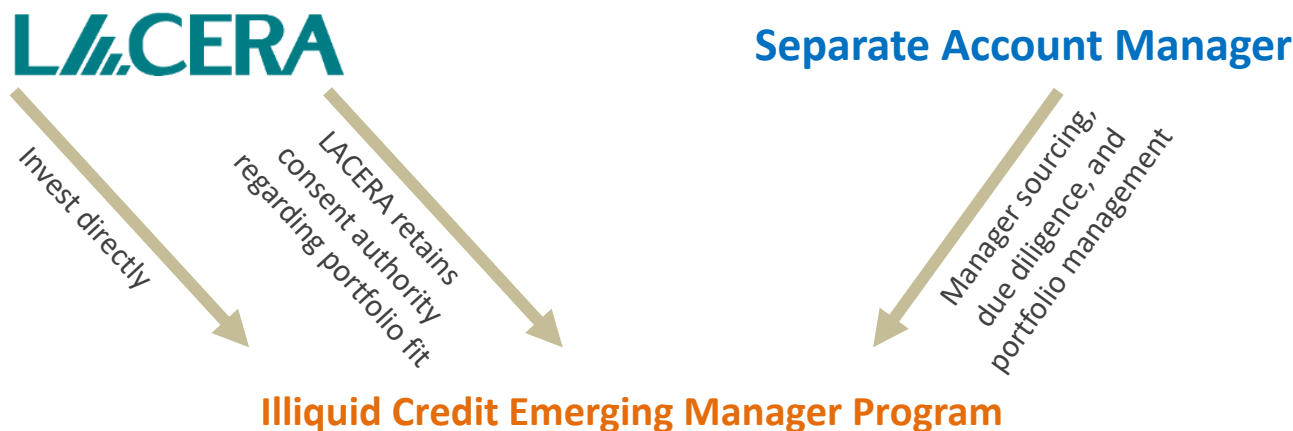 LACERA
Separate Account Manager
Invest directly
LACERA retains
consent authority
regarding portfolio fit
Manager sourcing,
due diligence, and
portfolio management
Illiquid Credit Emerging Manager Program